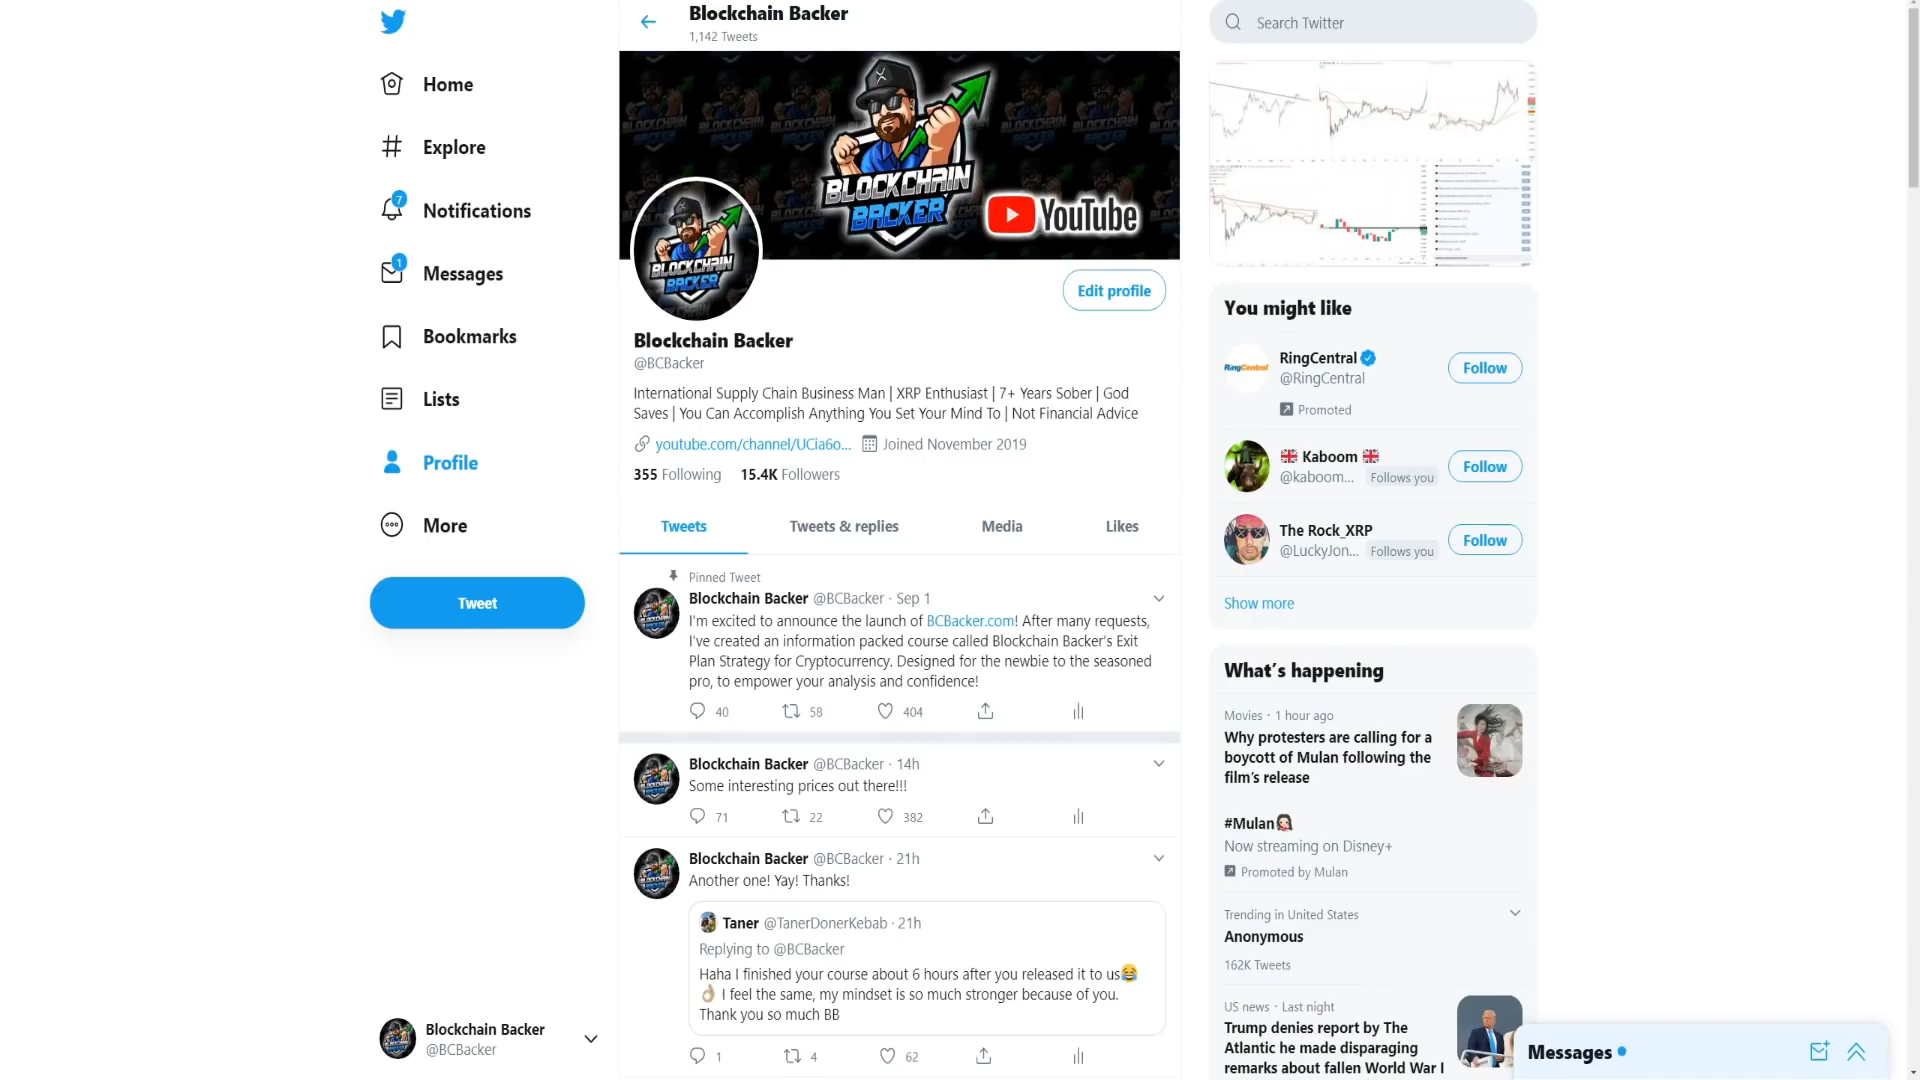 Home
Explore
7
Notifications
1
Messages
Bookmarks
Lists
Profile
More
Tweet
Blockchain Backer
@BCBacker
Blockchain Backer
1,142 Tweets
BLOCKCHAIN
BACKER
YouTube
BLOCKCHAIN
BACKER
Edit profile
Blockchain Backer
@BCBacker
International Supply Chain Business Man | XRP Enthusiast | 7+ Years Sober | God
Saves | You Can Accomplish Anything You Set Your Mind To | Not Financial Advice
youtube.com/channel/UCia6o... Joined November 2019
355 Following 15.4K Followers
Tweets Tweets & replies Media Likes
Pinned Tweet
Blockchain Backer @BCBacker · Sep 1
I'm excited to announce the launch of BCBacker.com! After many requests,
I've created an information packed course called Blockchain Backer's Exit
Plan Strategy for Cryptocurrency. Designed for the newbie to the seasoned
pro, to empower your analysis and confidence!
40 58 404
Blockchain Backer @BCBacker · 14h
Some interesting prices out there!!!
71 22 382
Blockchain Backer @BCBacker · 21h
Another one! Yay! Thanks!
Taner @TanerDonerKebab · 21h
Replying to @BCBacker
Haha I finished your course about 6 hours after you released it to us😂
👌🏼 I feel the same, my mindset is so much stronger because of you.
Thank you so much BB
1 4 62
Search Twitter
You might like
RingCentral
RingCentral
@RingCentral
Follow
Promoted
🇬🇧 Kaboom 🇬🇧
@kaboom... Follows you
Follow
The Rock_XRP
@LuckyJon... Follows you
Follow
Show more
What's happening
Movies · 1 hour ago
Why protesters are calling for a
boycott of Mulan following the
film's release
#Mulan
Now streaming on Disney+
Promoted by Mulan
Trending in United States
Anonymous
162K Tweets
US news · Last night
Trump denies report by The
Atlantic he made disparaging
remarks about fallen World War I
Messages